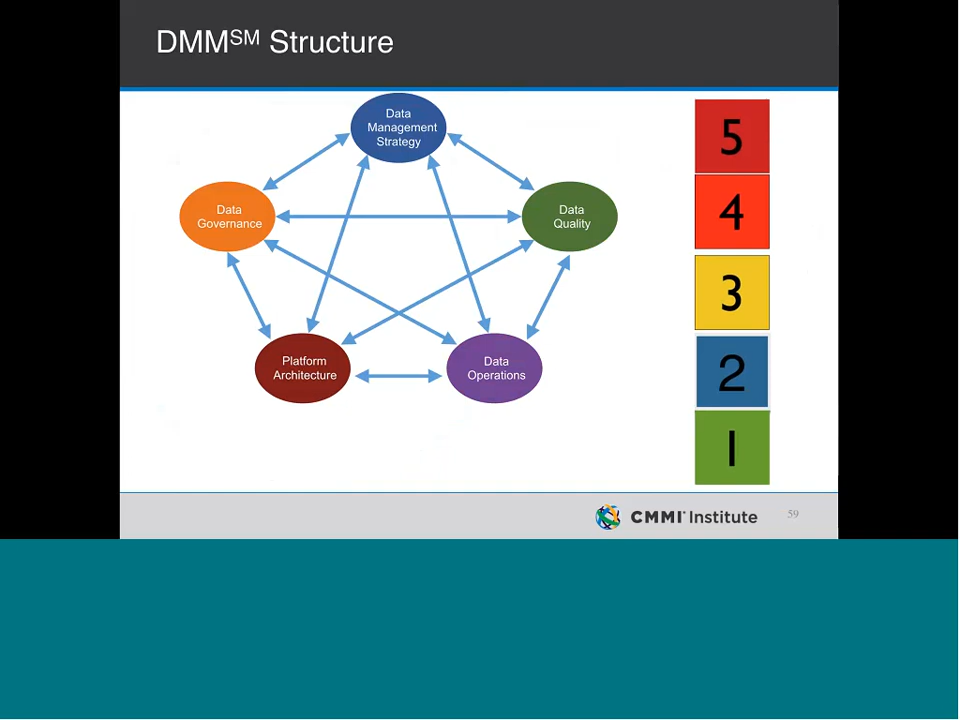 DMM℠ Structure
Data
Management
Strategy
Data
Governance
Data
Quality
Platform
Architecture
Data
Operations
5
4
3
2
1
CMMI® Institute
59